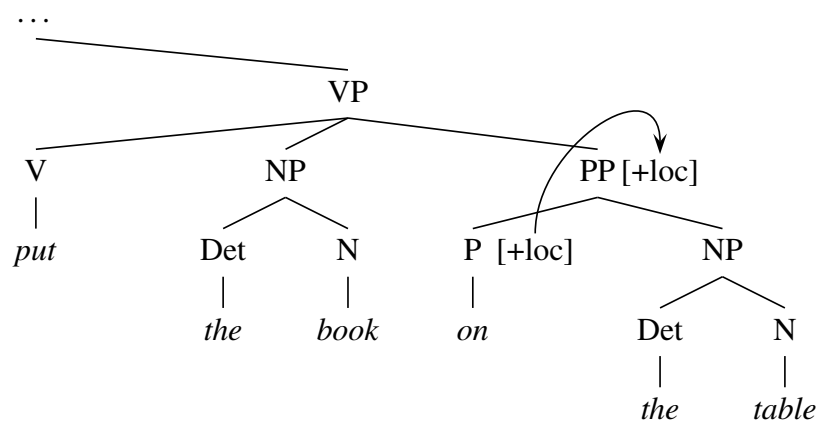 ...
VP
V NP PP [+loc]
put Det N P [+loc] NP
the book on Det N
the table